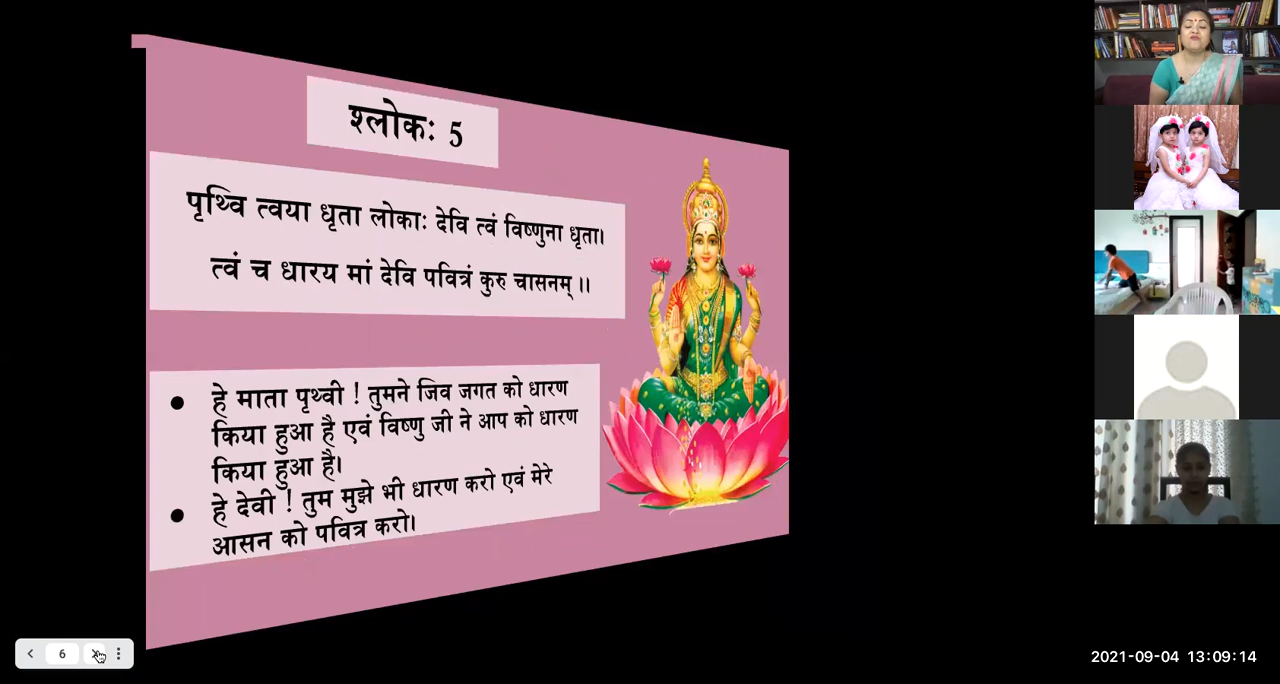 श्लोकः 5
पृथ्वि त्वया धृता लोकाः देवि त्वं विष्णुना धृता।
त्वं च धारय मां देवि पवित्रं कुरु चासनम् ।।
● हे माता पृथ्वी ! तुमने जिव जगत को धारण
किया हुआ है एवं विष्णु जी ने आप को धारण
किया हुआ है।
● हे देवी ! तुम मुझे भी धारण करो एवं मेरे
आसन को पवित्र करो।
6
2021-09-04 13:09:14